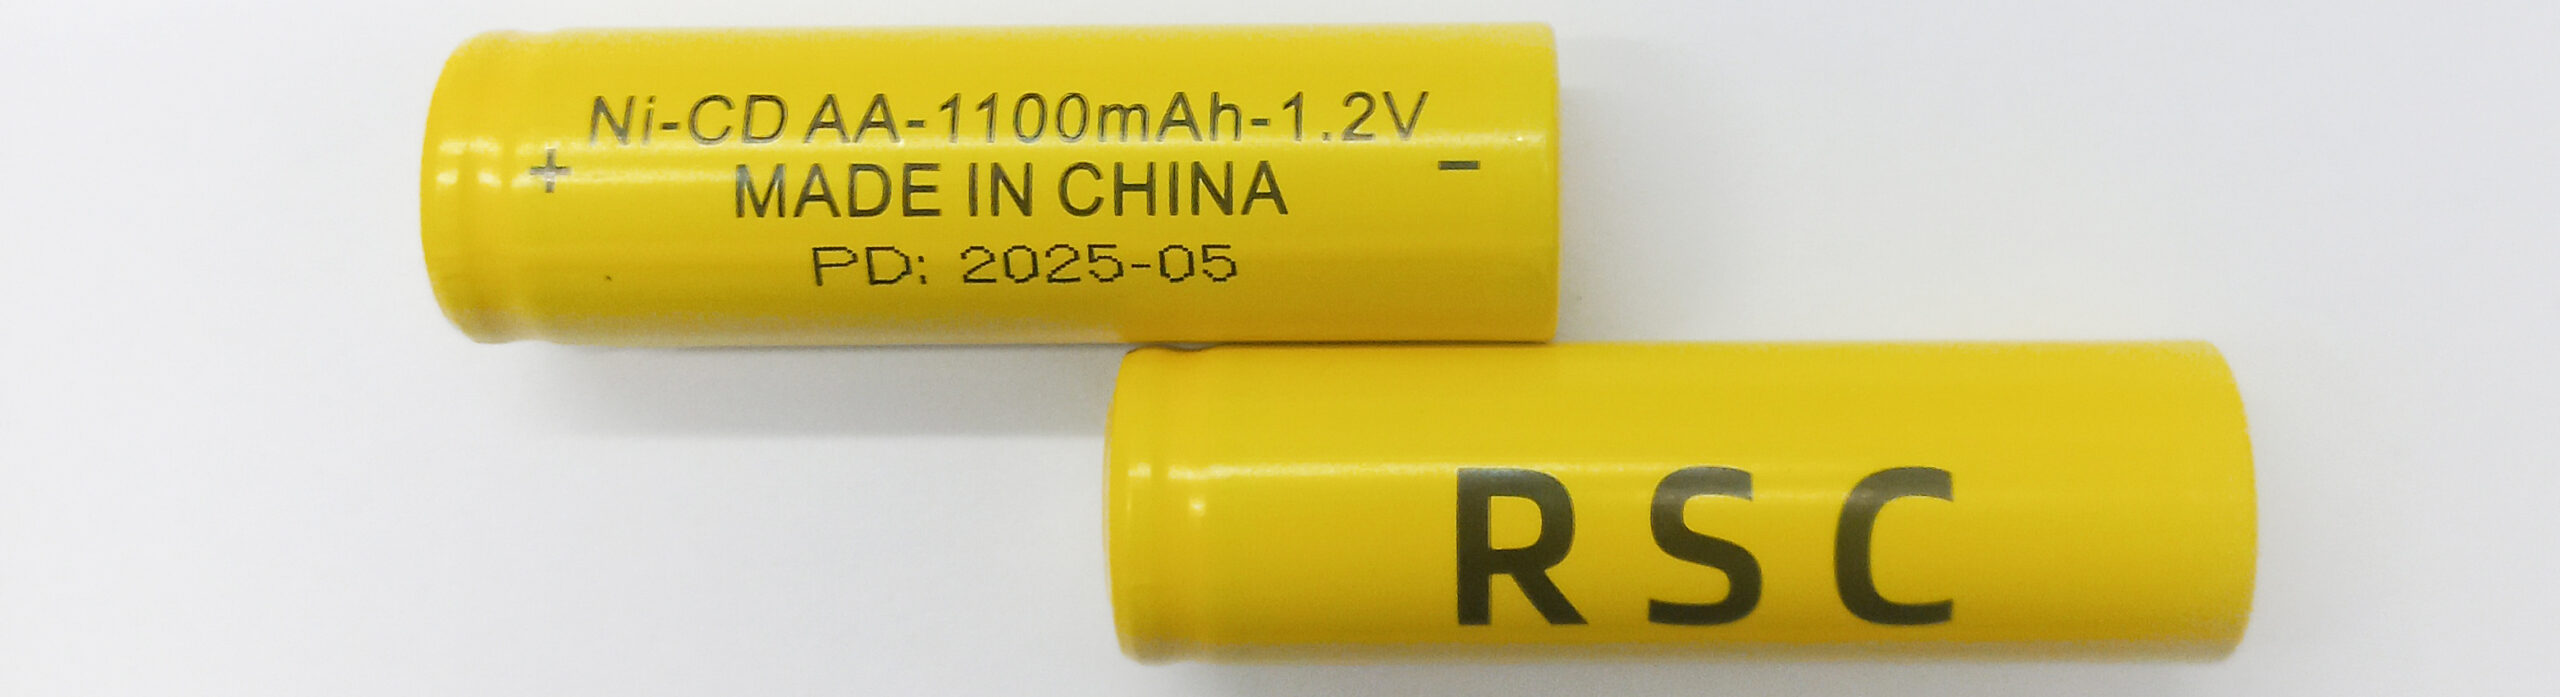 Ni-CD AA-1100mAh-1.2V
+ MADE IN CHINA -
PD: 2025-05
RSC